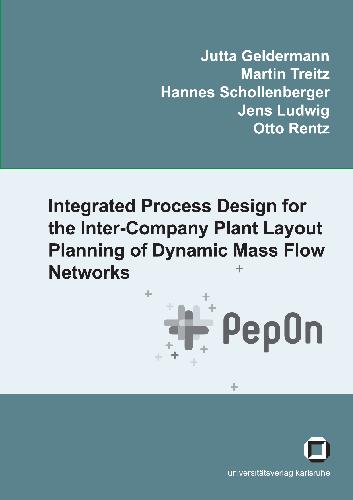 Jutta Geldermann
Martin Treitz
Hannes Schollenberger
Jens Ludwig
Otto Rentz
Integrated Process Design for
the Inter-Company Plant Layout
Planning of Dynamic Mass Flow
Networks
PepOn
universitätsverlag karlsruhe